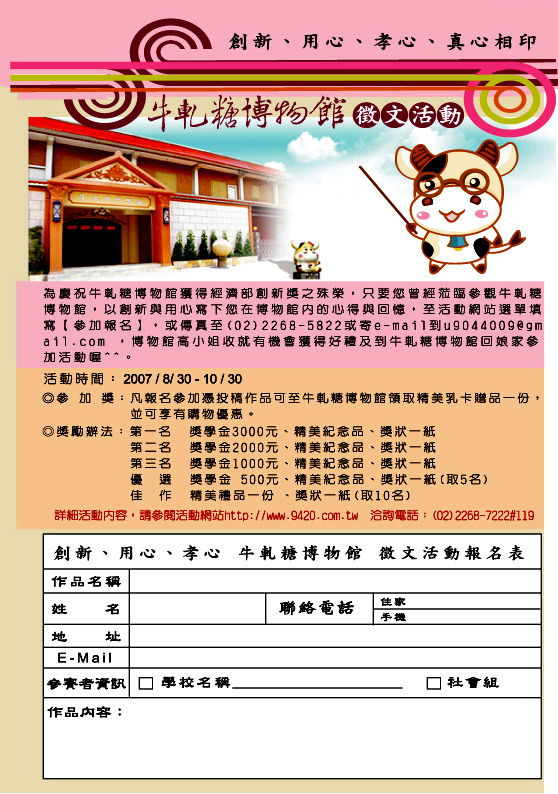 創新、用心、孝心、真心相印
牛軋糖博物館 徵文活動
為慶祝牛軋糖博物館獲得經濟部創新獎之殊榮，只要您曾經蒞臨參觀牛軋糖
博物館，以創新與用心寫下您在博物館內的心得與回憶，至活動網站選單填
寫【參加報名】，或傳真至(02)2268-5822或寄e-mail到u9044009@gm
ail.com ，博物館高小姐收就有機會獲得好禮及到牛軋糖博物館回娘家參
加活動喔^^。
活動時間：2007 / 8/ 30 - 10 / 30
◎參 加 獎：凡報名參加憑投稿作品可至牛軋糖博物館領取精美乳卡贈品一份，
並可享有購物優惠。
◎獎勵辦法：第一名 獎學金3000元、精美紀念品、獎狀一紙
第二名 獎學金2000元、精美紀念品、獎狀一紙
第三名 獎學金1000元、精美紀念品、獎狀一紙
優 選 獎學金 500元、精美紀念品、獎狀一紙(取5名)
佳 作 精美禮品一份 、獎狀一紙(取10名)
詳細活動內容，請參閱活動網站http://www.9420.com.tw 洽詢電話：(02)2268-7222#119
創新、用心、孝心 牛軋糖博物館 徵文活動報名表
作品名稱
姓 名 聯絡電話 住家
手機
地 址
E-Mail
參賽者資訊 □ 學校名稱 □ 社會組
作品內容：